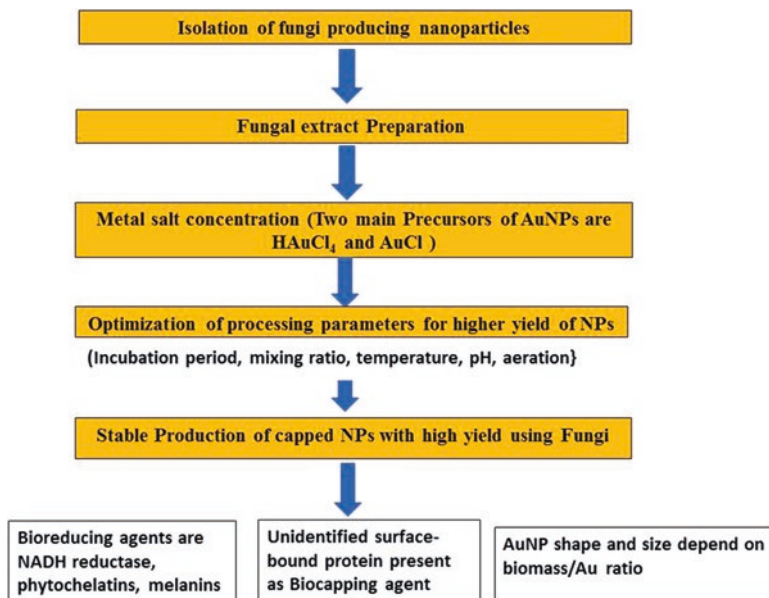 Isolation of fungi producing nanoparticles
Fungal extract Preparation
Metal salt concentration (Two main Precursors of AuNPs are
HAuCl₄ and AuCl )
Optimization of processing parameters for higher yield of NPs
(Incubation period, mixing ratio, temperature, pH, aeration}
Stable Production of capped NPs with high yield using Fungi
Bioreducing agents are
NADH reductase,
phytochelatins, melanins
Unidentified surface-
bound protein present
as Biocapping agent
AuNP shape and size depend on
biomass/Au ratio